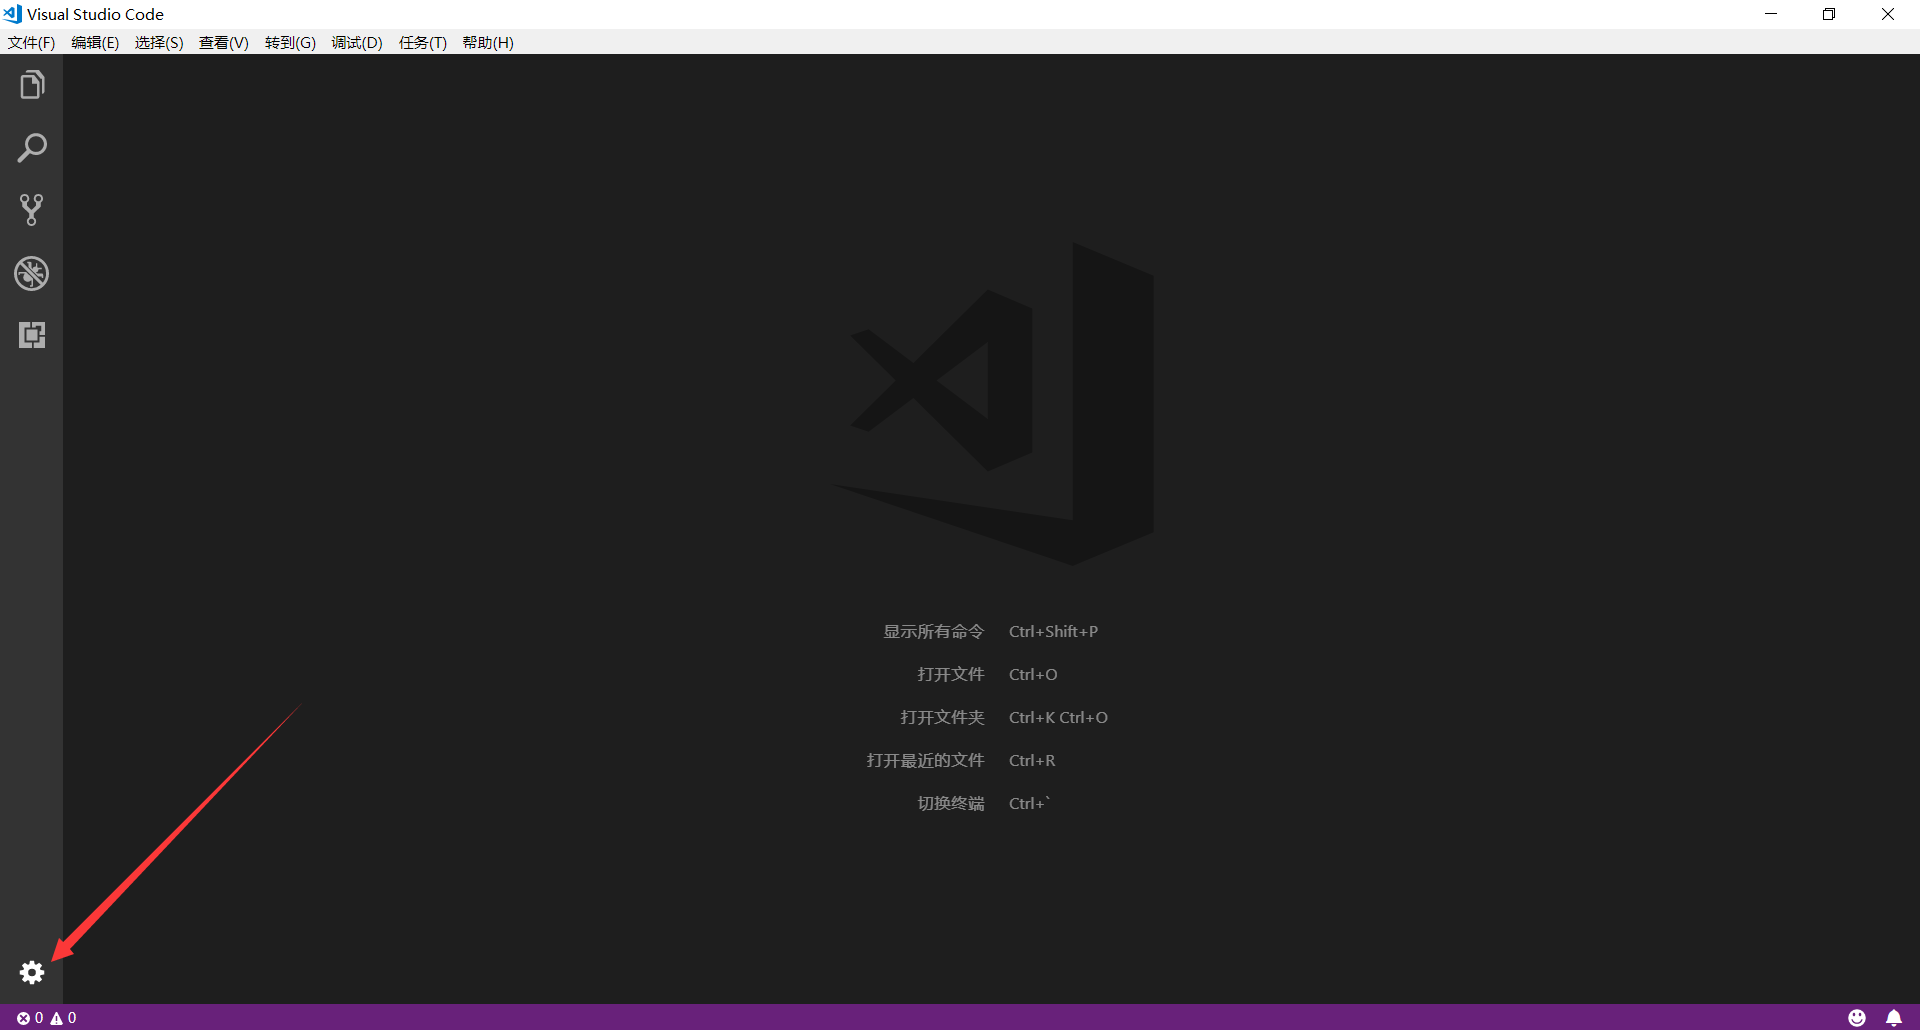 Visual Studio Code
文件(F) 编辑(E) 选择(S) 查看(V) 转到(G) 调试(D) 任务(T) 帮助(H)
显示所有命令 Ctrl+Shift+P
打开文件 Ctrl+O
打开文件夹 Ctrl+K Ctrl+O
打开最近的文件 Ctrl+R
切换终端 Ctrl+`
0 0